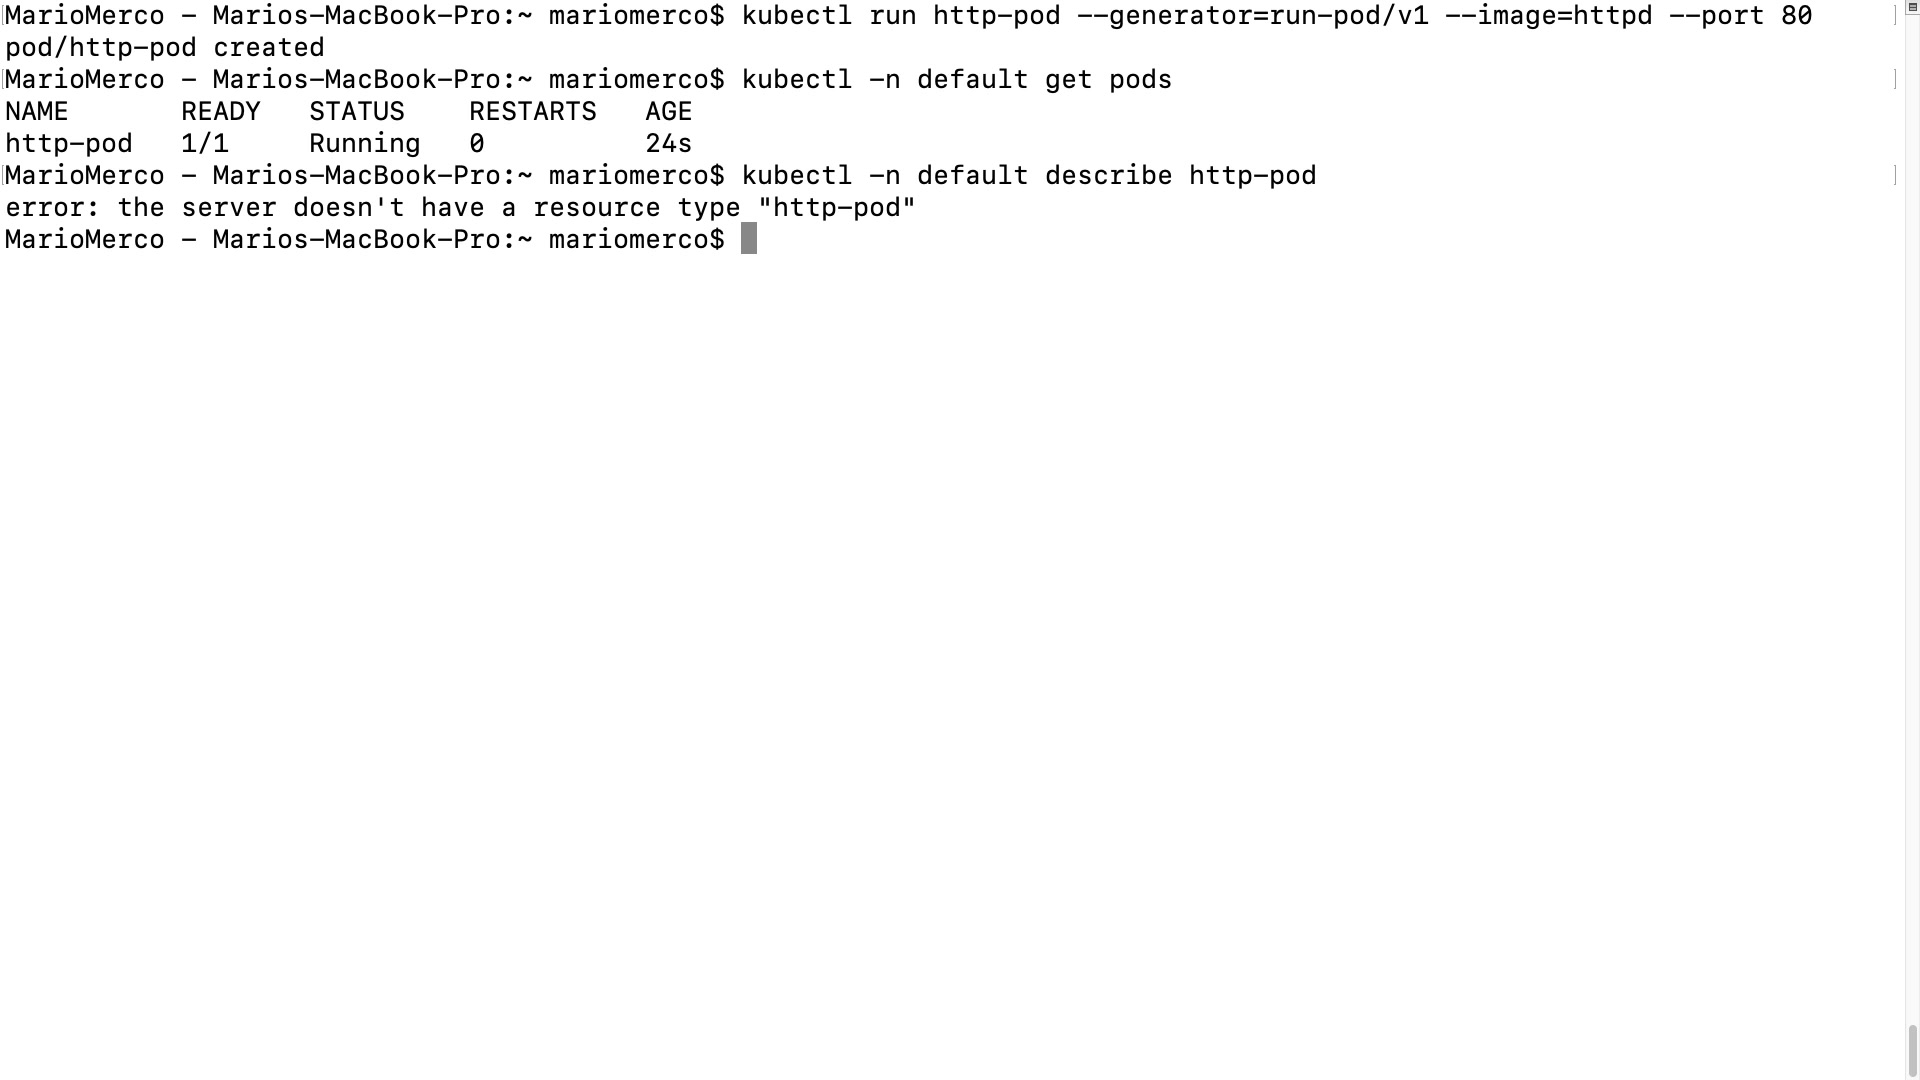 MarioMerco - Marios-MacBook-Pro:~ mariomerco$ kubectl run http-pod --generator=run-pod/v1 --image=httpd --port 80
pod/http-pod created
MarioMerco - Marios-MacBook-Pro:~ mariomerco$ kubectl -n default get pods
NAME       READY   STATUS    RESTARTS   AGE
http-pod   1/1     Running   0          24s
MarioMerco - Marios-MacBook-Pro:~ mariomerco$ kubectl -n default describe http-pod
error: the server doesn't have a resource type "http-pod"
MarioMerco - Marios-MacBook-Pro:~ mariomerco$